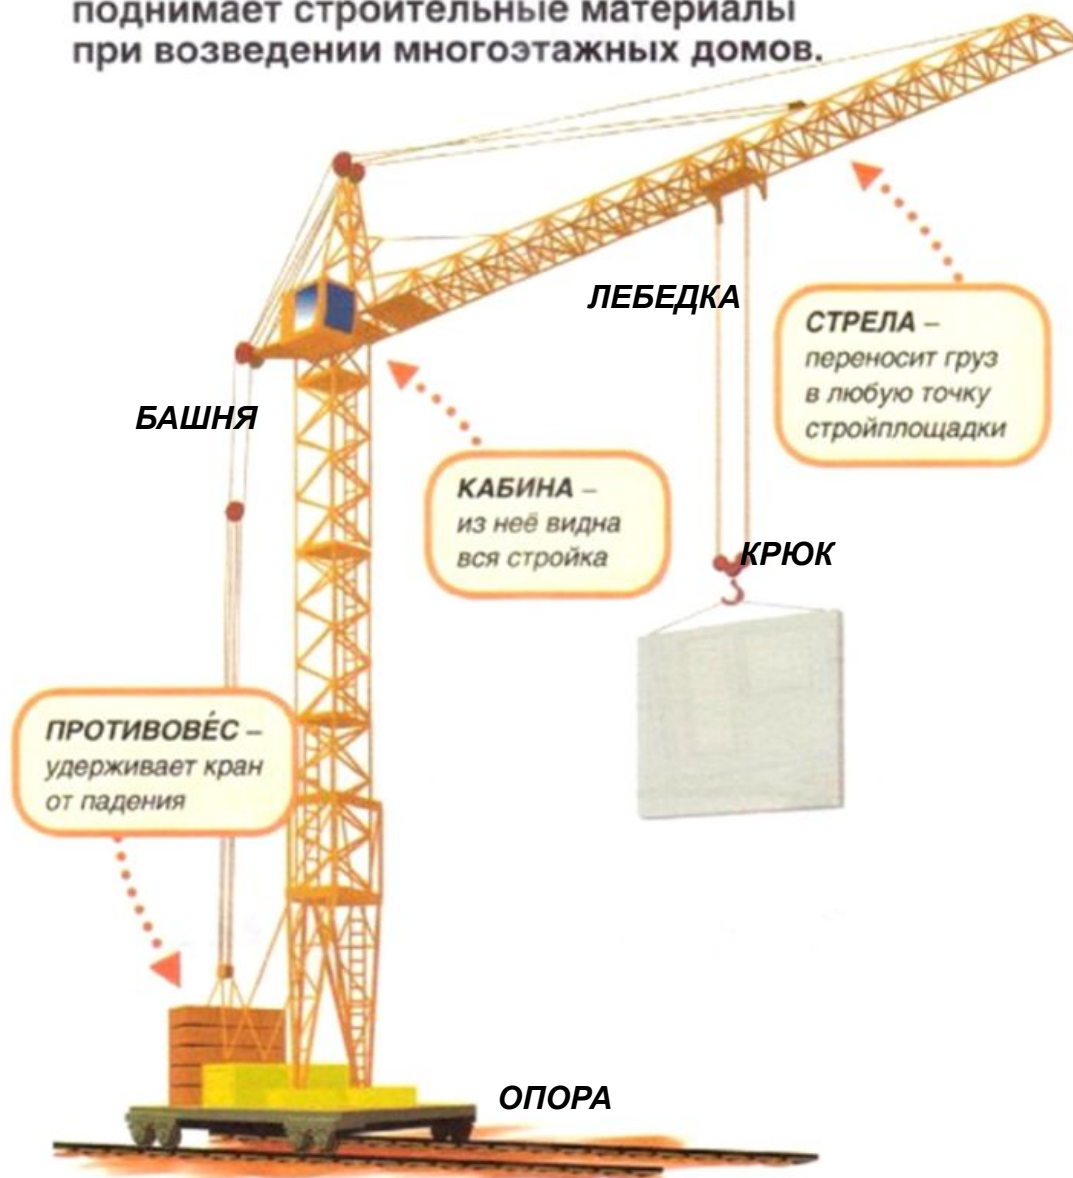 поднимает строительные материалы
при возведении многоэтажных домов.
ЛЕБЕДКА
СТРЕЛА –
переносит груз
в любую точку
стройплощадки
БАШНЯ
КАБИНА –
из неё видна
вся стройка
КРЮК
ПРОТИВОВЕ́С –
удерживает кран
от падения
ОПОРА